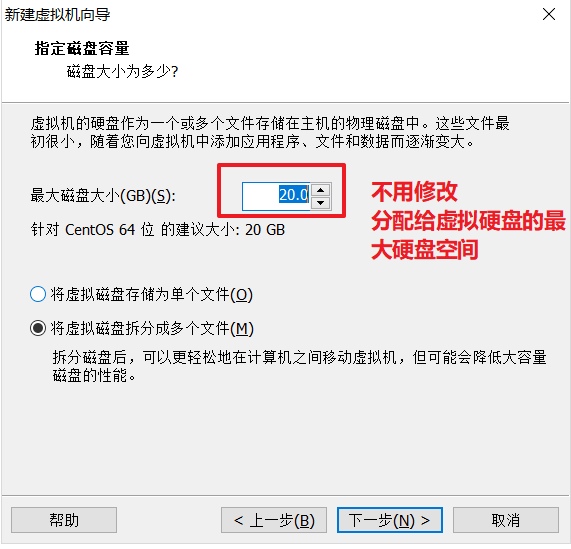 新建虚拟机向导
指定磁盘容量
磁盘大小为多少?
虚拟机的硬盘作为一个或多个文件存储在主机的物理磁盘中。这些文件最
初很小，随着您向虚拟机中添加应用程序、文件和数据而逐渐变大。
最大磁盘大小(GB)(S):
20.0
不用修改
分配给虚拟硬盘的最
大硬盘空间
针对 CentOS 64 位 的建议大小: 20 GB
将虚拟磁盘存储为单个文件(O)
将虚拟磁盘拆分成多个文件(M)
拆分磁盘后，可以更轻松地在计算机之间移动虚拟机，但可能会降低大容量
磁盘的性能。
帮助
< 上一步(B)
下一步(N) >
取消